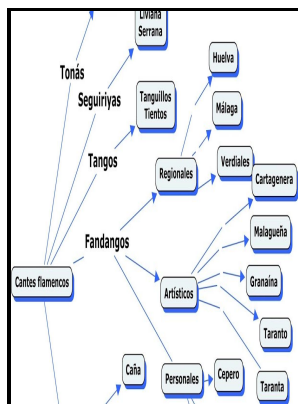 Liviana
Serrana
Tonás
Seguiriyas
Tanguillos
Tientos
Tangos
Huelva
Málaga
Verdiales
Regionales
Cartagenera
Fandangos
Malagueña
Cantes flamencos
Artísticos
Granaína
Taranto
Caña
Personales
Cepero
Taranta